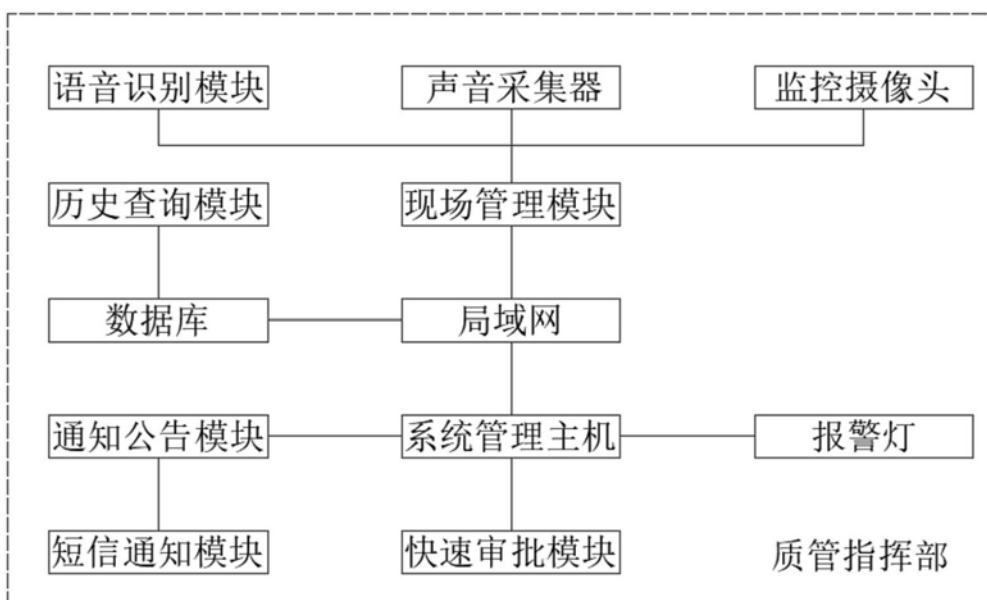 语音识别模块
声音采集器
监控摄像头
历史查询模块
现场管理模块
数据库
局域网
通知公告模块
系统管理主机
报警灯
短信通知模块
快速审批模块
质管指挥部